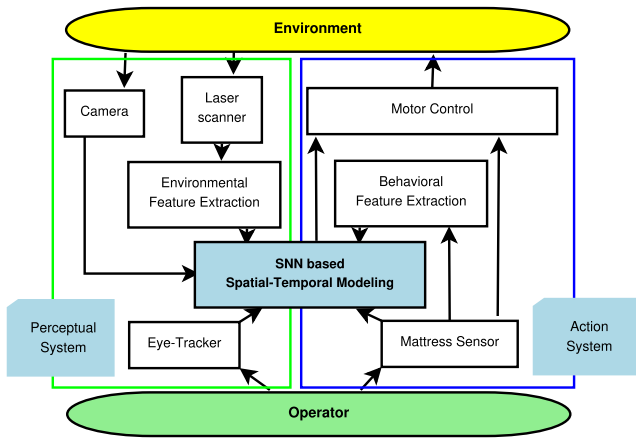 Environment
Camera
Laser
scanner
Motor Control
Environmental
Feature Extraction
Behavioral
Feature Extraction
SNN based
Spatial-Temporal Modeling
Perceptual
System
Eye-Tracker
Mattress Sensor
Action
System
Operator